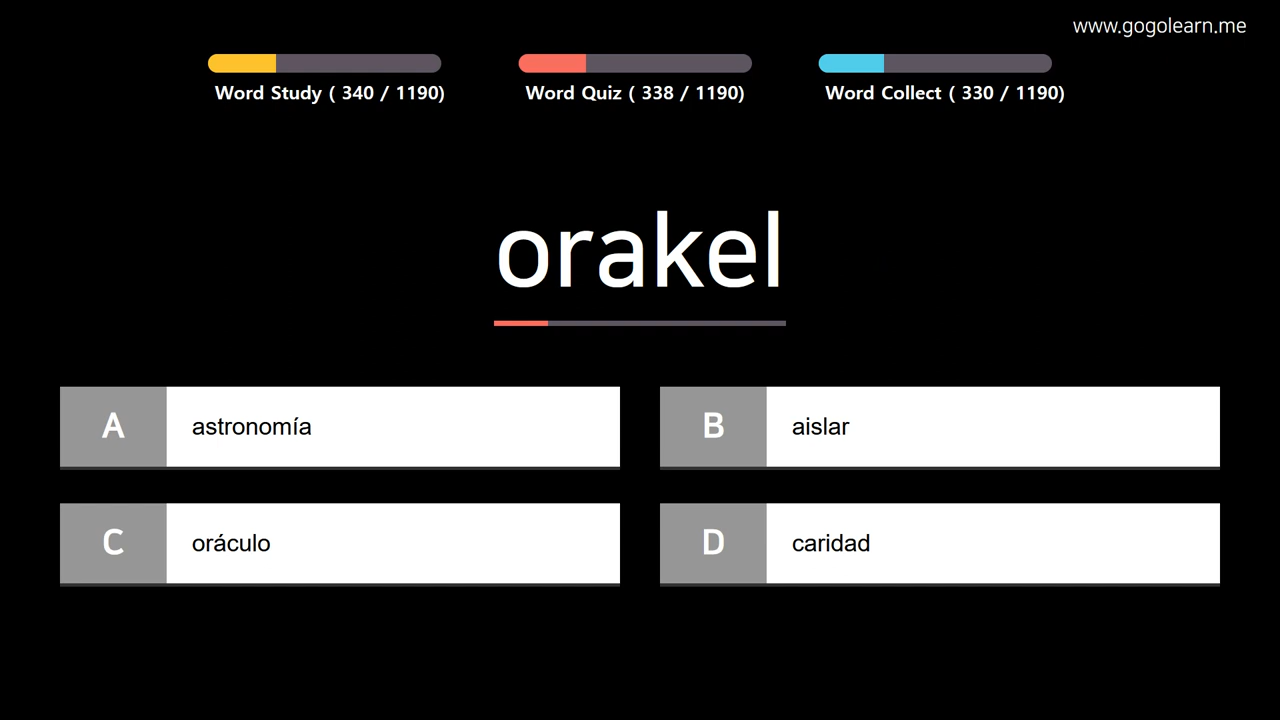 www.gogolearn.me
Word Study ( 340 / 1190)
Word Quiz ( 338 / 1190)
Word Collect ( 330 / 1190)
orakel
A astronomía
B aislar
C oráculo
D caridad